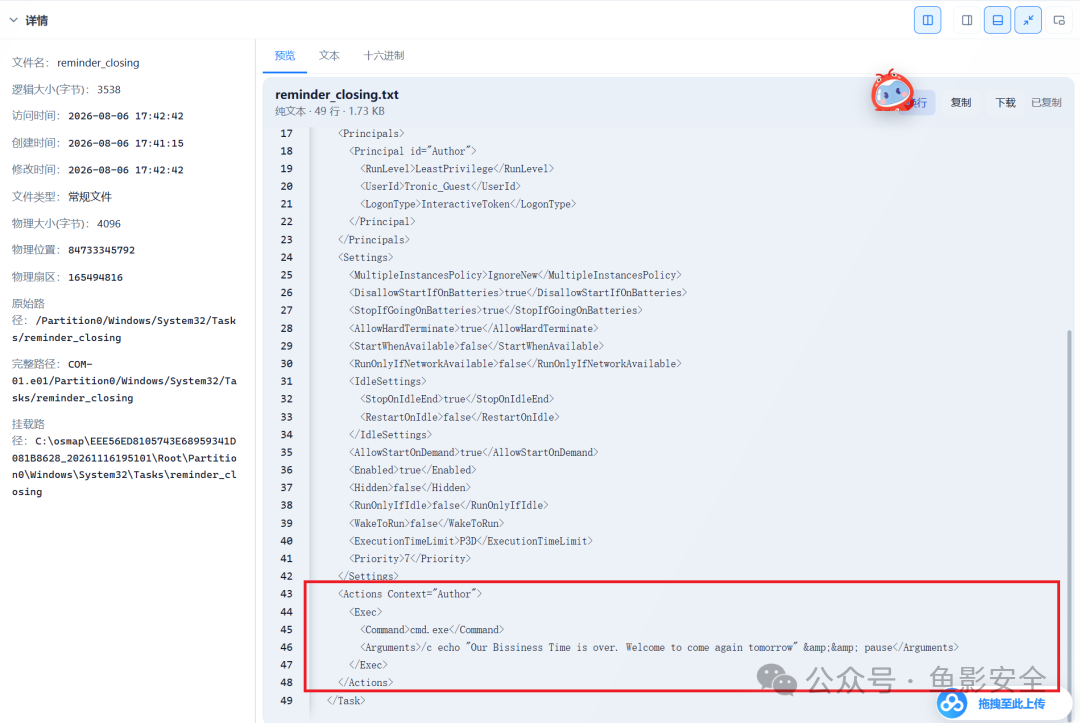 详情
文件名： reminder_closing
逻辑大小(字节)： 3538
访问时间： 2026-08-06 17:42:42
创建时间： 2026-08-06 17:41:15
修改时间： 2026-08-06 17:42:42
文件类型： 常规文件
物理大小(字节)： 4096
物理位置： 84733345792
物理扇区： 165494816
原始路
径： /Partition0/Windows/System32/Task
s/reminder_closing
完整路径： COM-
01.e01/Partition0/Windows/System32/Ta
sks/reminder_closing
挂载路
径： C:\osmap\EEE56ED8105743E68959341D
081B8628_20261116195101\Root\Partitio
n0\Windows\System32\Tasks\reminder_cl
osing
预览 文本 十六进制
reminder_closing.txt
纯文本 · 49 行 · 1.73 KB
行 复制 下载 已复制
17 <Principals>
18 <Principal id="Author">
19 <RunLevel>LeastPrivilege</RunLevel>
20 <UserId>Tronic_Guest</UserId>
21 <LogonType>InteractiveToken</LogonType>
22 </Principal>
23 </Principals>
24 <Settings>
25 <MultipleInstancesPolicy>IgnoreNew</MultipleInstancesPolicy>
26 <DisallowStartIfOnBatteries>true</DisallowStartIfOnBatteries>
27 <StopIfGoingOnBatteries>true</StopIfGoingOnBatteries>
28 <AllowHardTerminate>true</AllowHardTerminate>
29 <StartWhenAvailable>false</StartWhenAvailable>
30 <RunOnlyIfNetworkAvailable>false</RunOnlyIfNetworkAvailable>
31 <IdleSettings>
32 <StopOnIdleEnd>true</StopOnIdleEnd>
33 <RestartOnIdle>false</RestartOnIdle>
34 </IdleSettings>
35 <AllowStartOnDemand>true</AllowStartOnDemand>
36 <Enabled>true</Enabled>
37 <Hidden>false</Hidden>
38 <RunOnlyIfIdle>false</RunOnlyIfIdle>
39 <WakeToRun>false</WakeToRun>
40 <ExecutionTimeLimit>P3D</ExecutionTimeLimit>
41 <Priority>7</Priority>
42 </Settings>
43 <Actions Context="Author">
44 <Exec>
45 <Command>cmd.exe</Command>
46 <Arguments>/c echo "Our Bissiness Time is over. Welcome to come again tomorrow" &amp;&amp; pause</Arguments>
47 </Exec>
48 </Actions>
49 </Task>
公众号 · 鱼影安全
拖拽至此上传